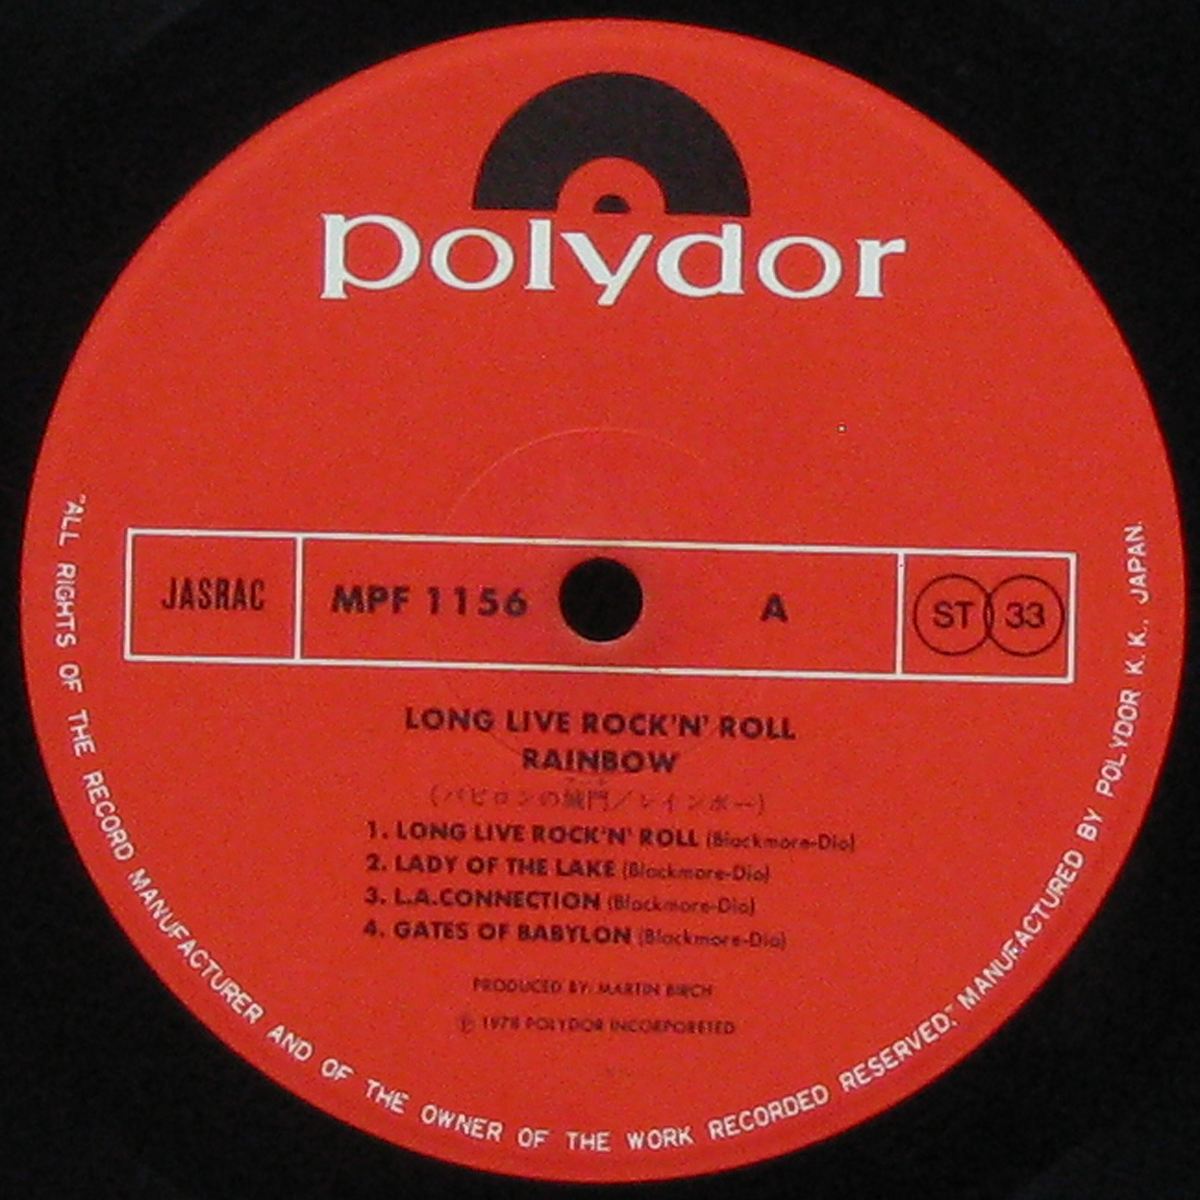 polydor
JASRAC
MPF 1156
A
ST 33
LONG LIVE ROCK'N' ROLL
RAINBOW
(バビロンの城門/レインボー)
1. LONG LIVE ROCK'N' ROLL (Blackmore-Dio)
2. LADY OF THE LAKE (Blackmore-Dio)
3. L.A.CONNECTION (Blackmore-Dio)
4. GATES OF BABYLON (Blackmore-Dio)
PRODUCED BY: MARTIN BIRCH
Ⓟ 1978 POLYDOR INCORPORETED
"ALL RIGHTS OF THE RECORD MANUFACTURER AND OF THE OWNER OF THE WORK RECORDED RESERVED." MANUFACTURED BY POLYDOR K. K., JAPAN.